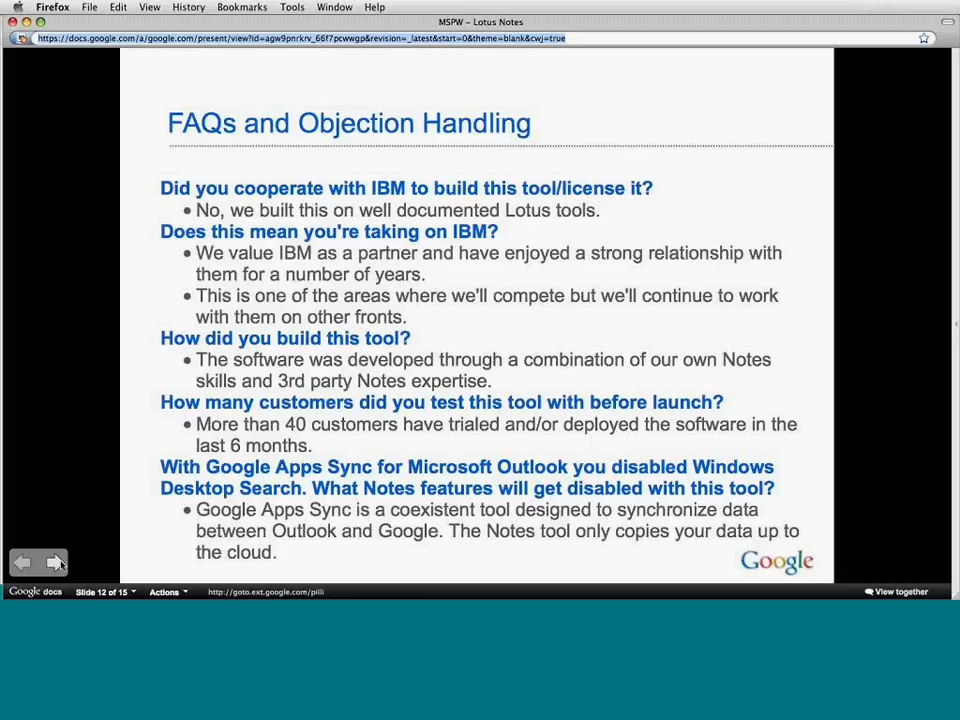 Firefox File Edit View History Bookmarks Tools Window Help
MSPW - Lotus Notes
https://docs.google.com/a/google.com/present/view?id=agw9pnrkrv_66f7pcwwgp&revision=_latest&start=0&theme=blank&cwj=true
FAQs and Objection Handling
Did you cooperate with IBM to build this tool/license it?
• No, we built this on well documented Lotus tools.
Does this mean you're taking on IBM?
• We value IBM as a partner and have enjoyed a strong relationship with
them for a number of years.
• This is one of the areas where we'll compete but we'll continue to work
with them on other fronts.
How did you build this tool?
• The software was developed through a combination of our own Notes
skills and 3rd party Notes expertise.
How many customers did you test this tool with before launch?
• More than 40 customers have trialed and/or deployed the software in the
last 6 months.
With Google Apps Sync for Microsoft Outlook you disabled Windows
Desktop Search. What Notes features will get disabled with this tool?
• Google Apps Sync is a coexistent tool designed to synchronize data
between Outlook and Google. The Notes tool only copies your data up to
the cloud.
Google
Google docs Slide 12 of 15 Actions http://goto.ext.google.com/piili View together